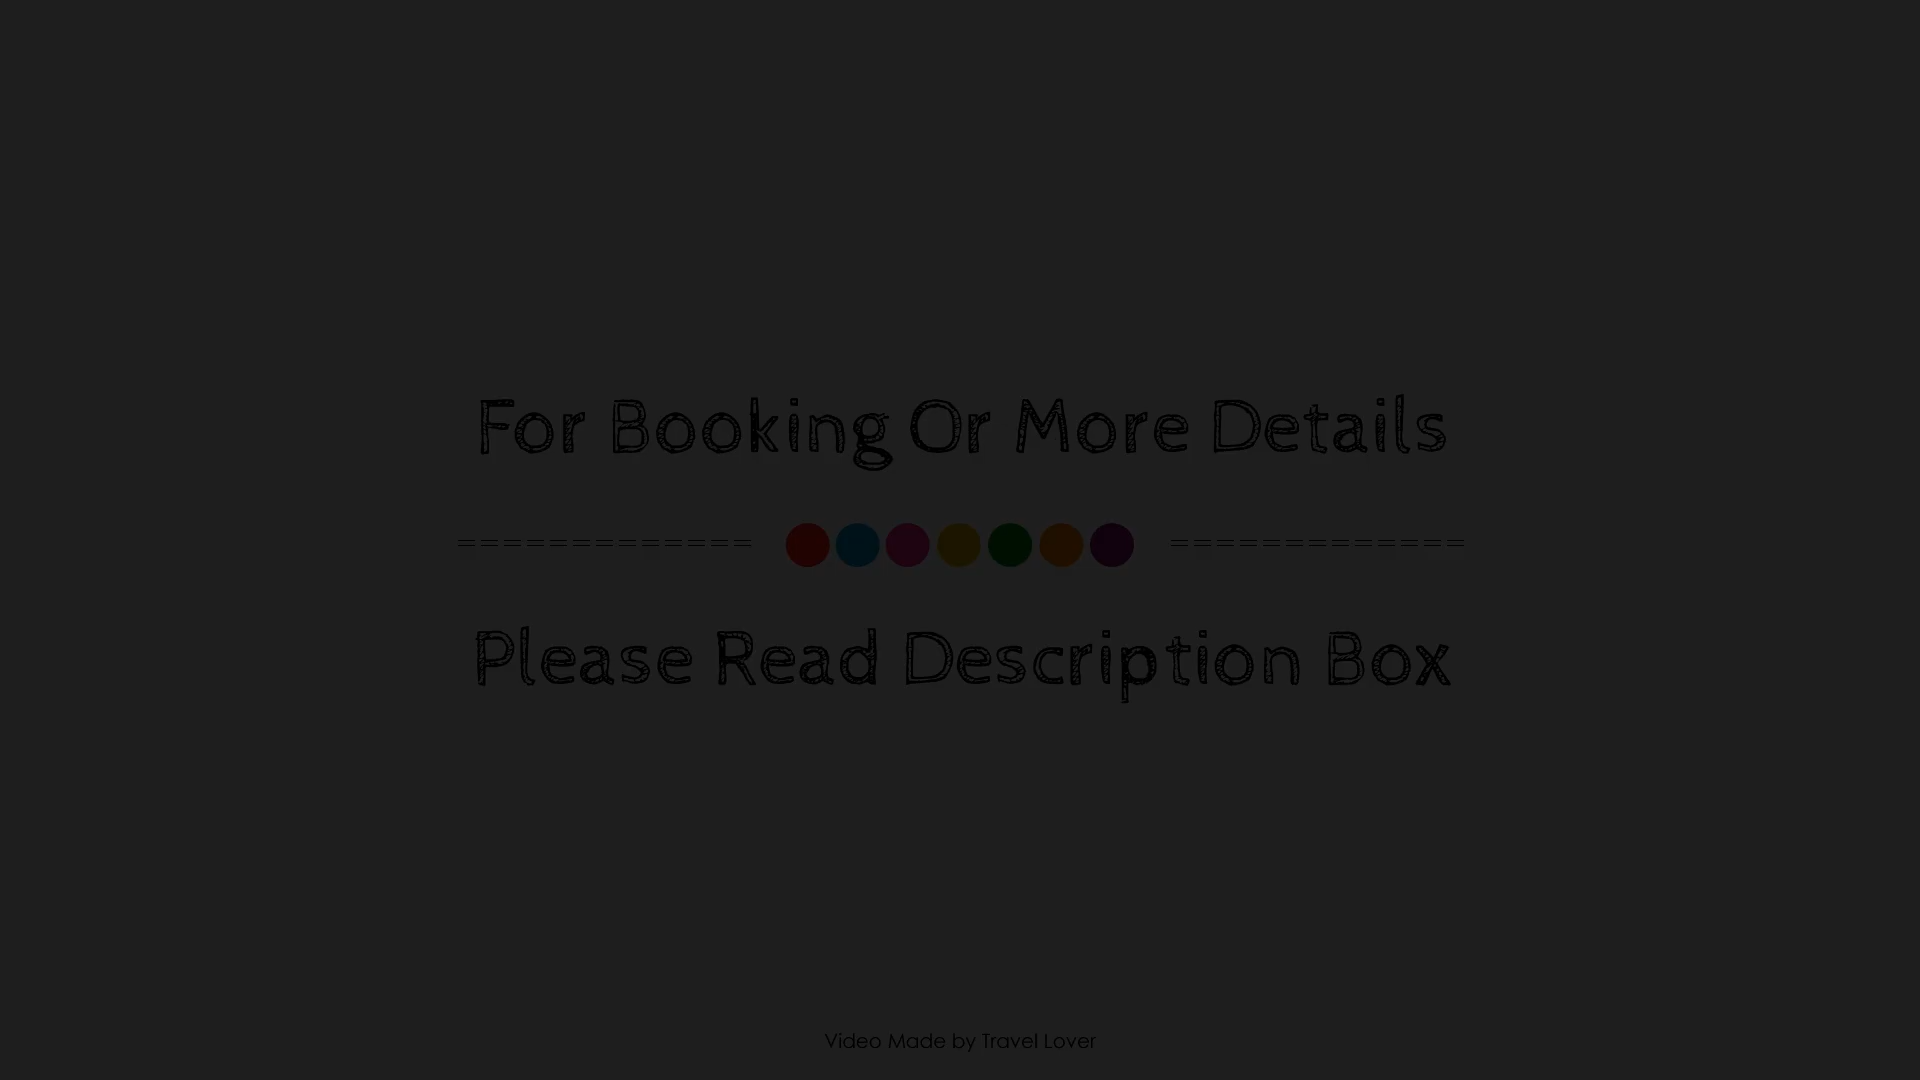 For Booking Or More Details
============= =============
Please Read Description Box
Video Made by Travel Lover